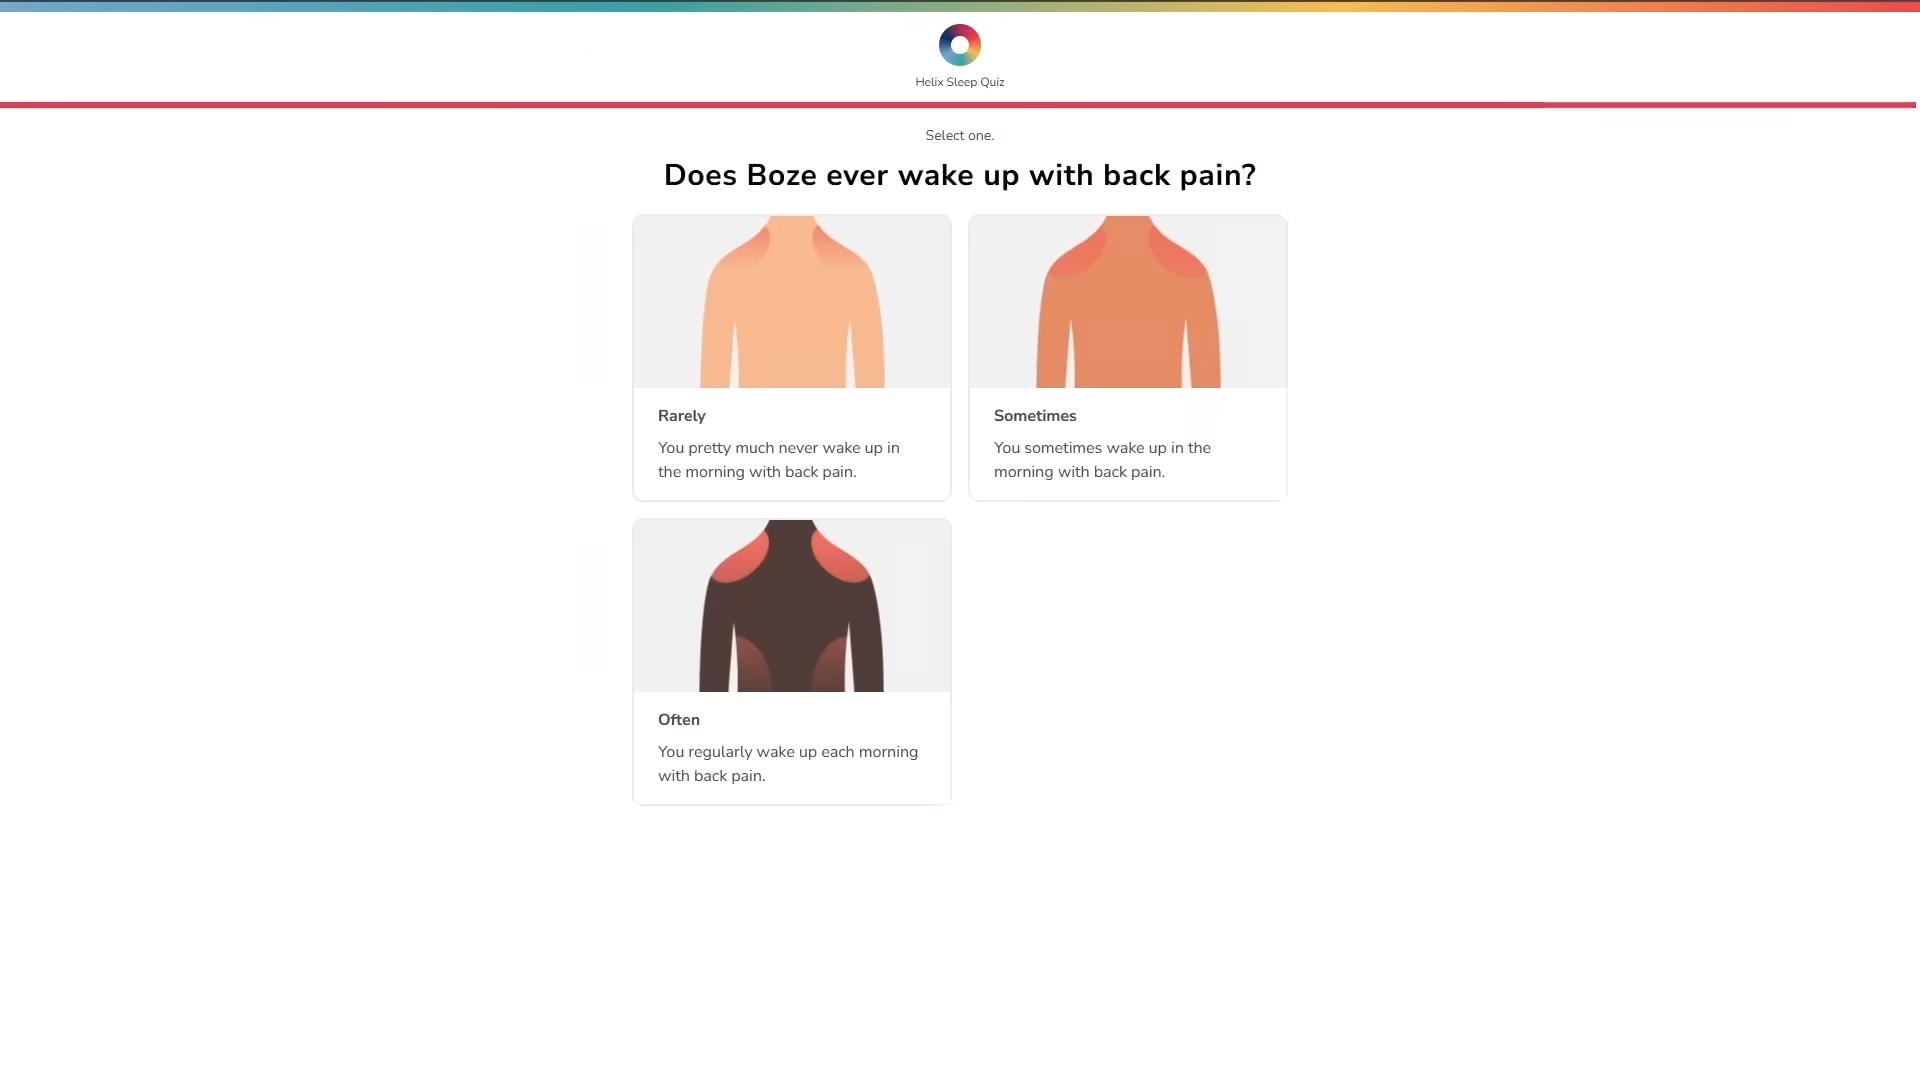 Helix Sleep Quiz
Select one.
Does Boze ever wake up with back pain?
Rarely
You pretty much never wake up in
the morning with back pain.
Sometimes
You sometimes wake up in the
morning with back pain.
Often
You regularly wake up each morning
with back pain.